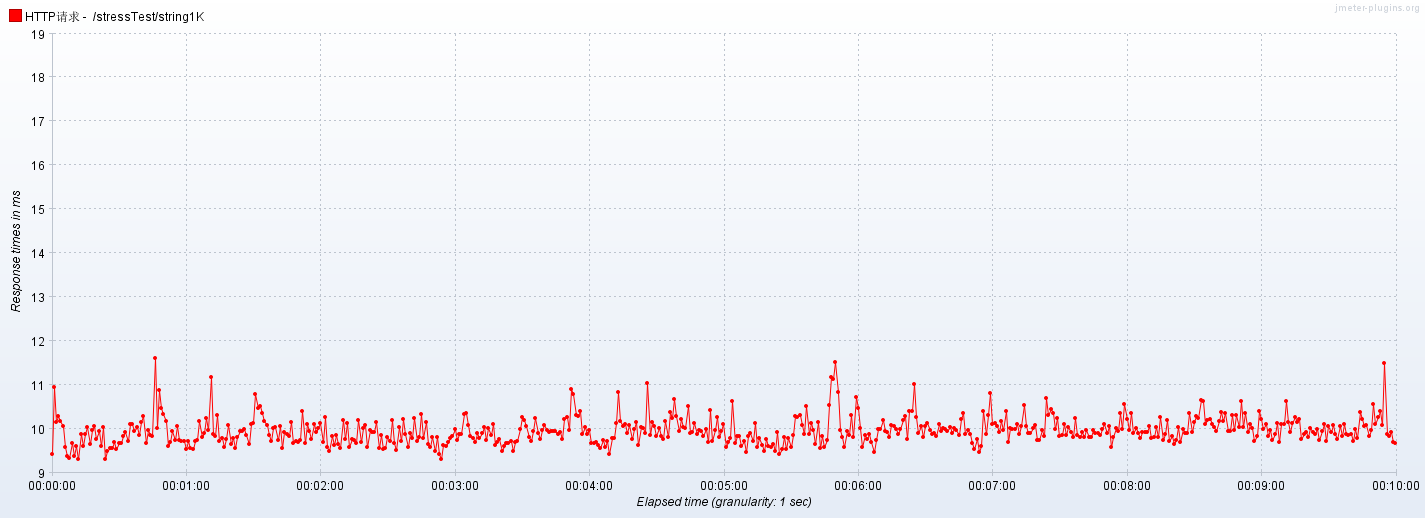 HTTP请求 - /stressTest/string1K
jmeter-plugins.org
19
18
17
16
15
14
13
12
11
10
9
Response times in ms
00:00:00 00:01:00 00:02:00 00:03:00 00:04:00 00:05:00 00:06:00 00:07:00 00:08:00 00:09:00 00:10:00
Elapsed time (granularity: 1 sec)